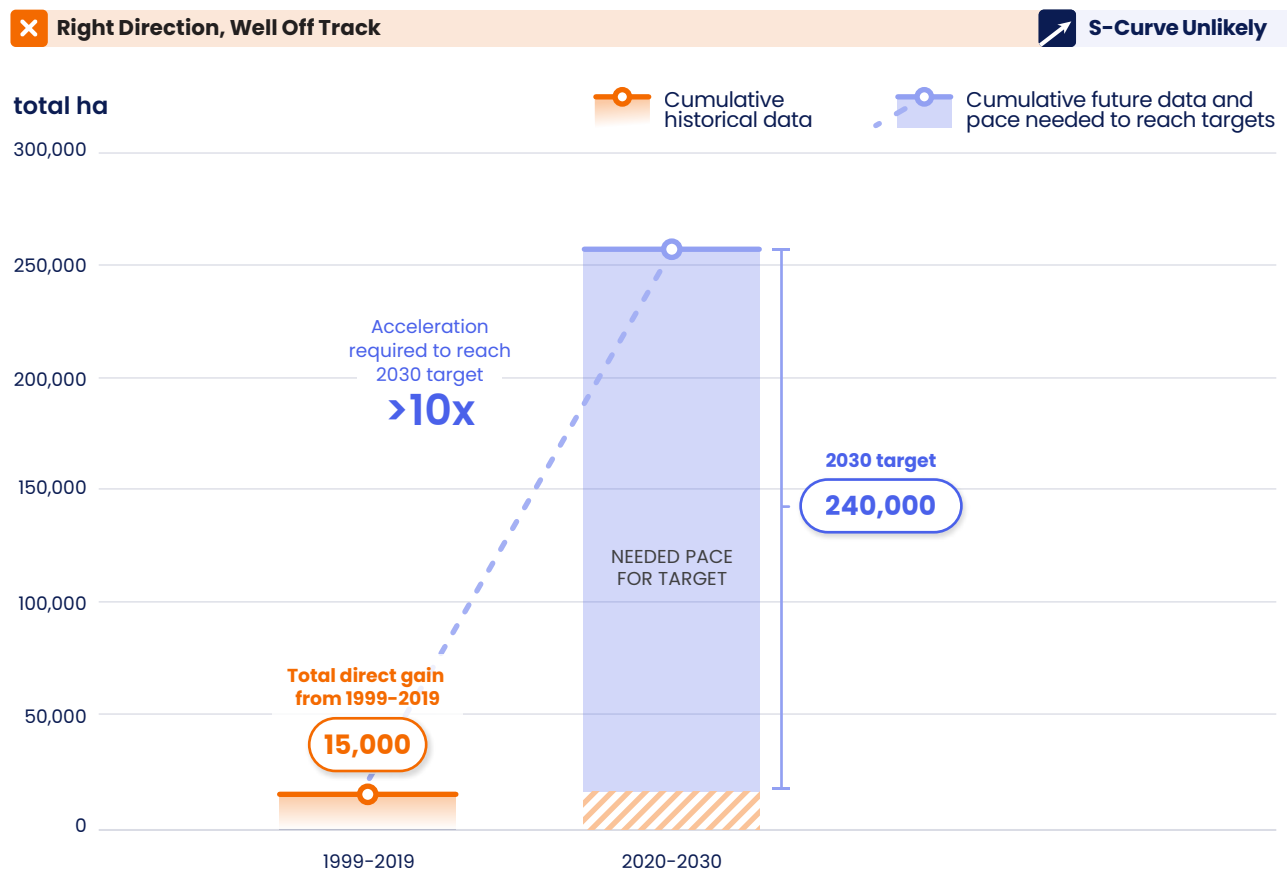 Right Direction, Well Off Track
S-Curve Unlikely
total ha
Cumulative
historical data
Cumulative future data and
pace needed to reach targets
300,000
250,000
200,000
150,000
100,000
50,000
0
Acceleration
required to reach
2030 target
>10x
2030 target
240,000
NEEDED PACE
FOR TARGET
Total direct gain
from 1999-2019
15,000
1999-2019
2020-2030